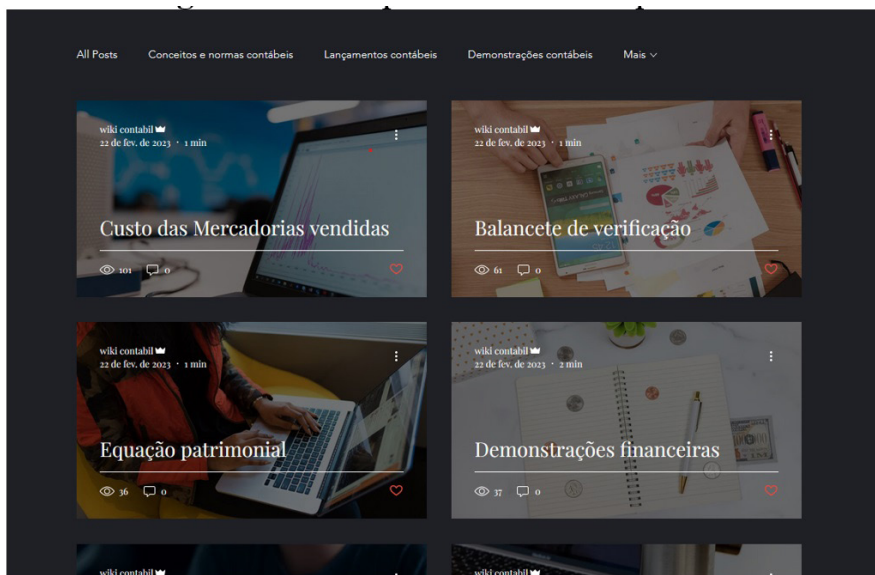 All Posts
Conceitos e normas contábeis
Lançamentos contábeis
Demonstrações contábeis
Mais
wiki contabil
22 de fev. de 2023 · 1 min
Custo das Mercadorias vendidas
101
0
wiki contabil
22 de fev. de 2023 · 1 min
Balancete de verificação
61
0
wiki contabil
22 de fev. de 2023 · 1 min
Equação patrimonial
36
0
wiki contabil
22 de fev. de 2023 · 2 min
Demonstrações financeiras
37
0
wiki contabil
wiki contabil